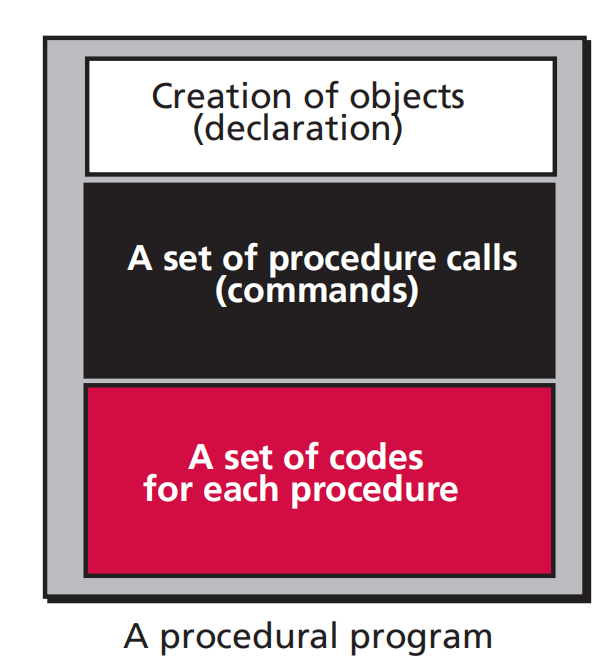 Creation of objects
(declaration)
A set of procedure calls
(commands)
A set of codes
for each procedure
A procedural program